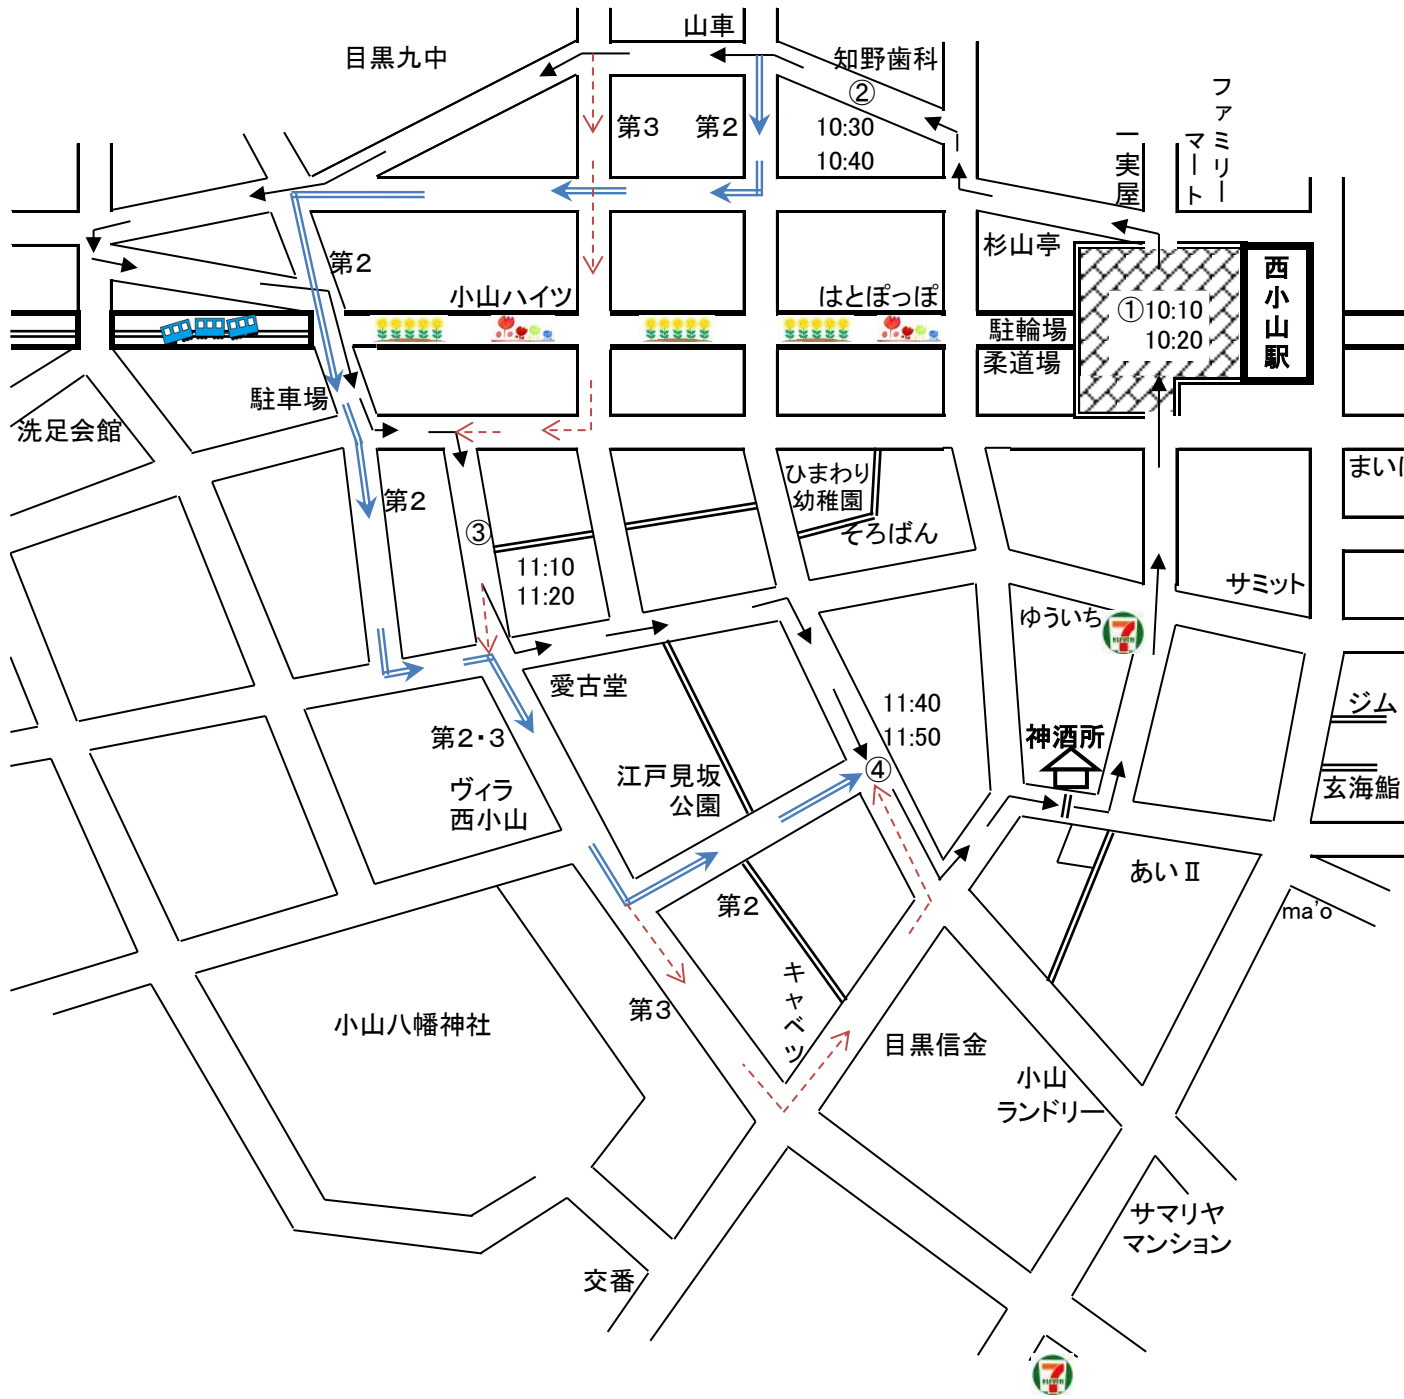 山車
目黒九中
知野歯科
②
10:30
10:40
第3
第2
ファミリー
マート
一実屋
杉山亭
第2
小山ハイツ
はとぽっぽ
①10:10
10:20
西小山駅
駐輪場
柔道場
駐車場
洗足会館
ひまわり
幼稚園
そろばん
第2
③
11:10
11:20
サミット
ゆういち
7
愛古堂
11:40
11:50
ジム
第2・3
神酒所
④
江戸見坂
公園
ヴィラ
西小山
玄海鮨
あいⅡ
第2
ma'o
キャベツ
第3
小山八幡神社
目黒信金
小山
ランドリー
サマリヤ
マンション
交番
7